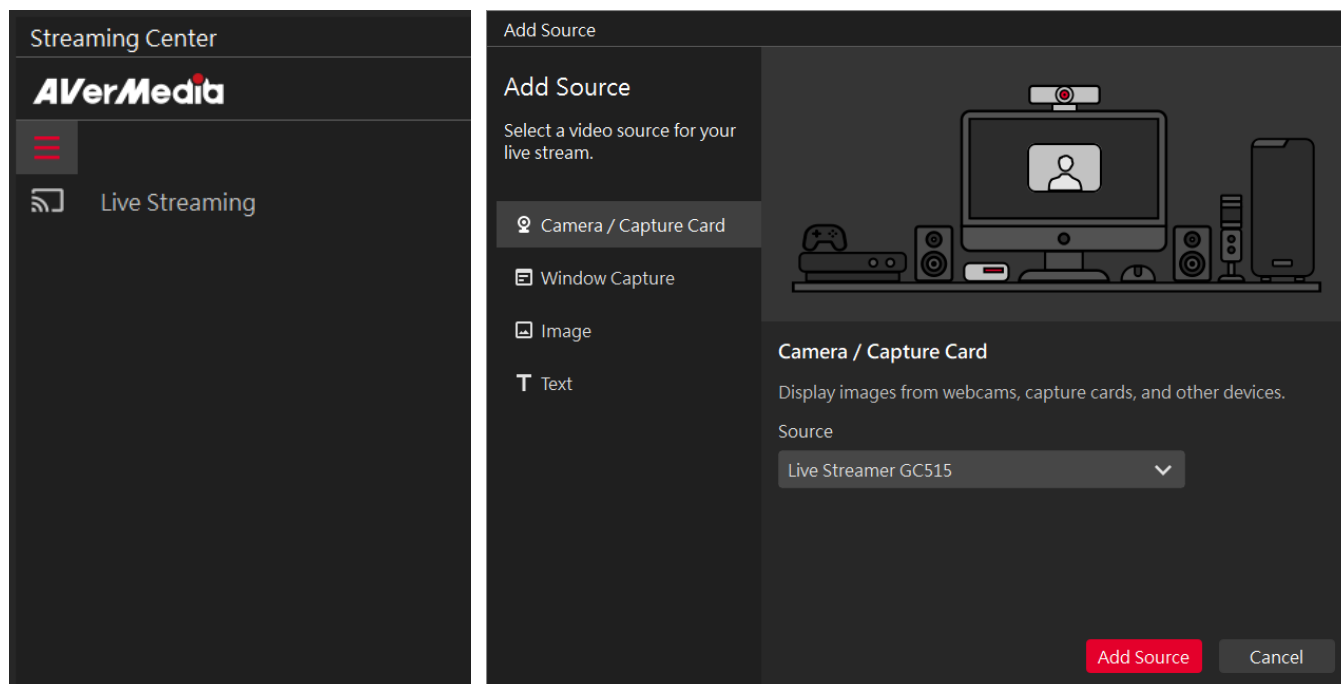 Streaming Center
AVerMedia
Live Streaming
Add Source
Add Source
Select a video source for your
live stream.
Camera / Capture Card
Window Capture
Image
Text
Camera / Capture Card
Display images from webcams, capture cards, and other devices.
Source
Live Streamer GC515
Add Source
Cancel